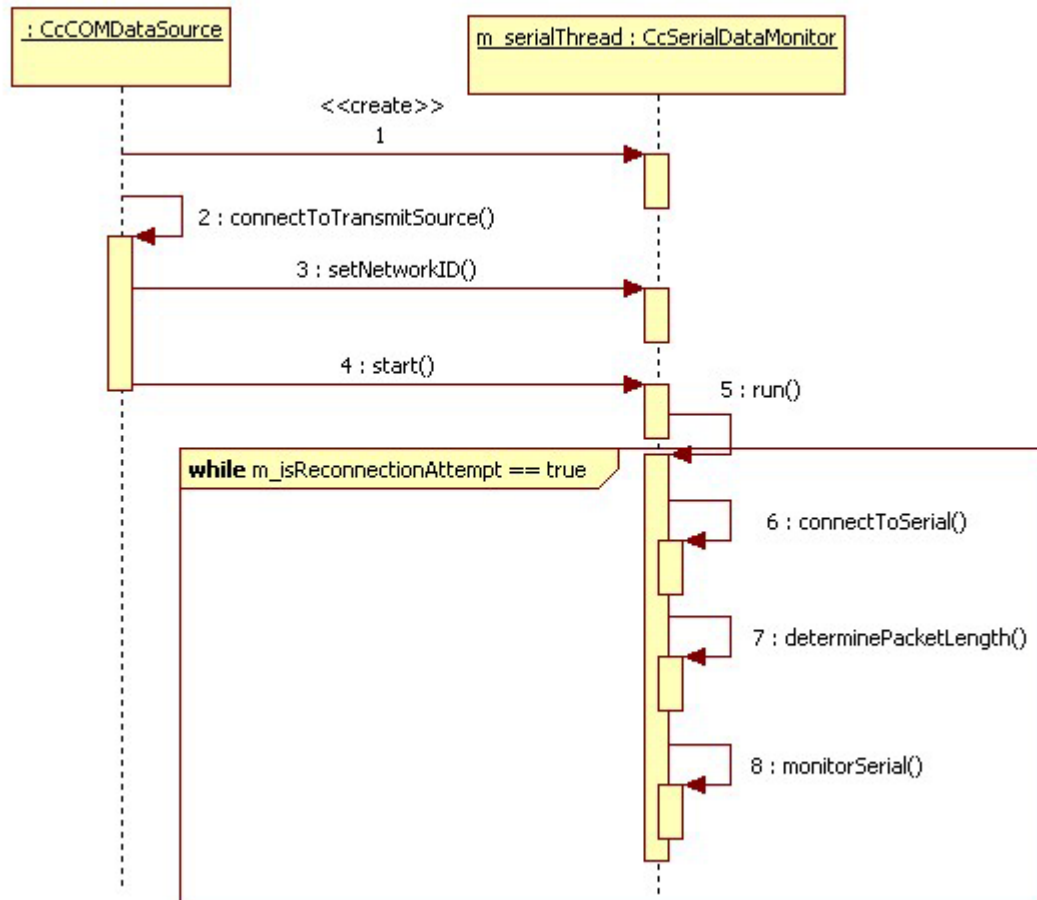 : CcCOMDataSource
m_serialThread : CcSerialDataMonitor
<<create>>
1
2 : connectToTransmitSource()
3 : setNetworkID()
4 : start()
5 : run()
while m_isReconnectionAttempt == true
6 : connectToSerial()
7 : determinePacketLength()
8 : monitorSerial()